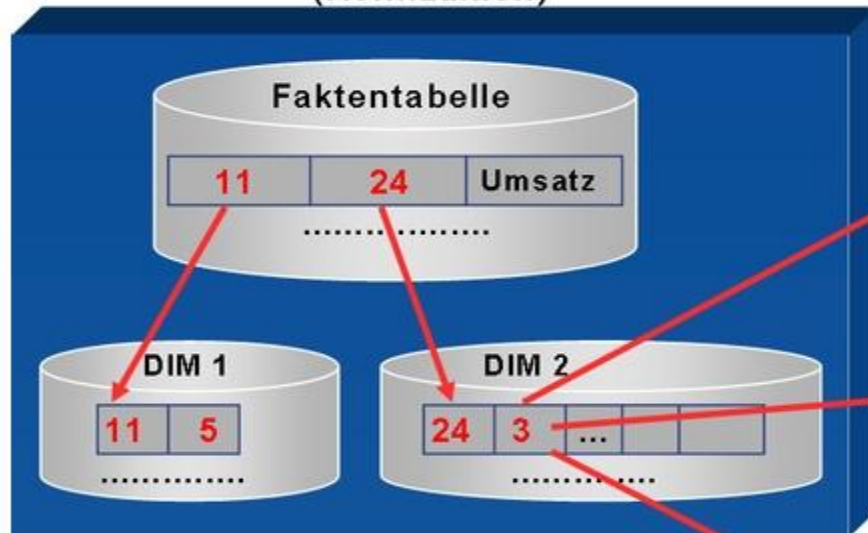 Faktentabelle
11 24 Umsatz
..................
DIM 1
11 5
..............
DIM 2
24 3 ...
..............